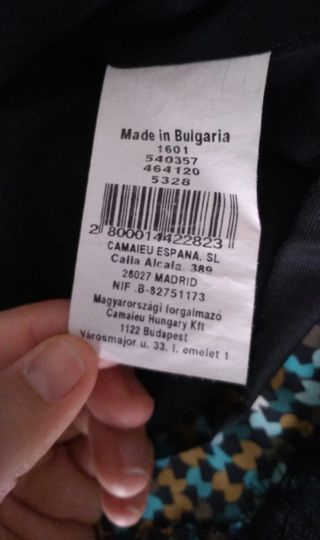 Made in Bulgaria
1601
540357
464120
5328
2 800014 422823
CAMAIEU ESPANA, SL
Calla Alcala, 389
28027 MADRID
NIF .B-82751173
Magyarországi forgalmazó
Camaieu Hungary Kft
1122 Budapest
Városmajor u. 33. I. emelet 1